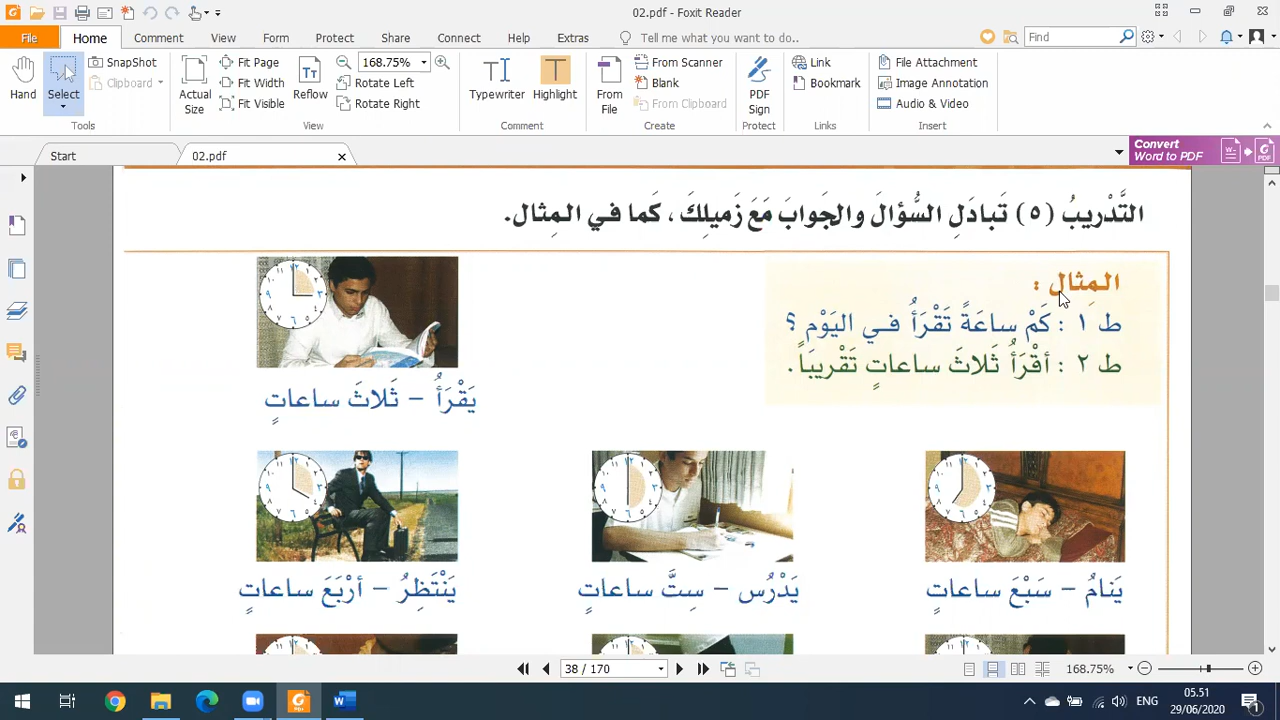 02.pdf - Foxit Reader
File Home Comment View Form Protect Share Connect Help Extras Tell me what you want to do.. Find
Hand
Select
SnapShot
Clipboard
Tools
Actual Size
Fit Page
Fit Width
Fit Visible
Reflow
168.75%
Rotate Left
Rotate Right
View
Typewriter
Highlight
Comment
From File
From Scanner
Blank
From Clipboard
Create
PDF Sign
Protect
Link
Bookmark
Links
File Attachment
Image Annotation
Audio & Video
Insert
Start
02.pdf
Convert
Word to PDF
التَّدْرِيبُ (٥) تَبادَلِ السُّؤالَ والجَوابَ مَعَ زَميلِكَ ، كَما في المِثال.
المِثال :
ط ١ : كَمْ ساعَةً تَقْرَأُ في اليَوْمِ ؟
ط ٢ : أقْرَأُ ثَلاثَ ساعاتٍ تَقْريبًا.
يَقْرَأُ – ثَلاثَ ساعاتٍ
يَنامُ – سَبْعَ ساعاتٍ
يَدْرُس – سِتَّ ساعاتٍ
يَنْتَظِرُ – أرْبَعَ ساعاتٍ
38 / 170
168.75%
ENG
05.51
29/06/2020